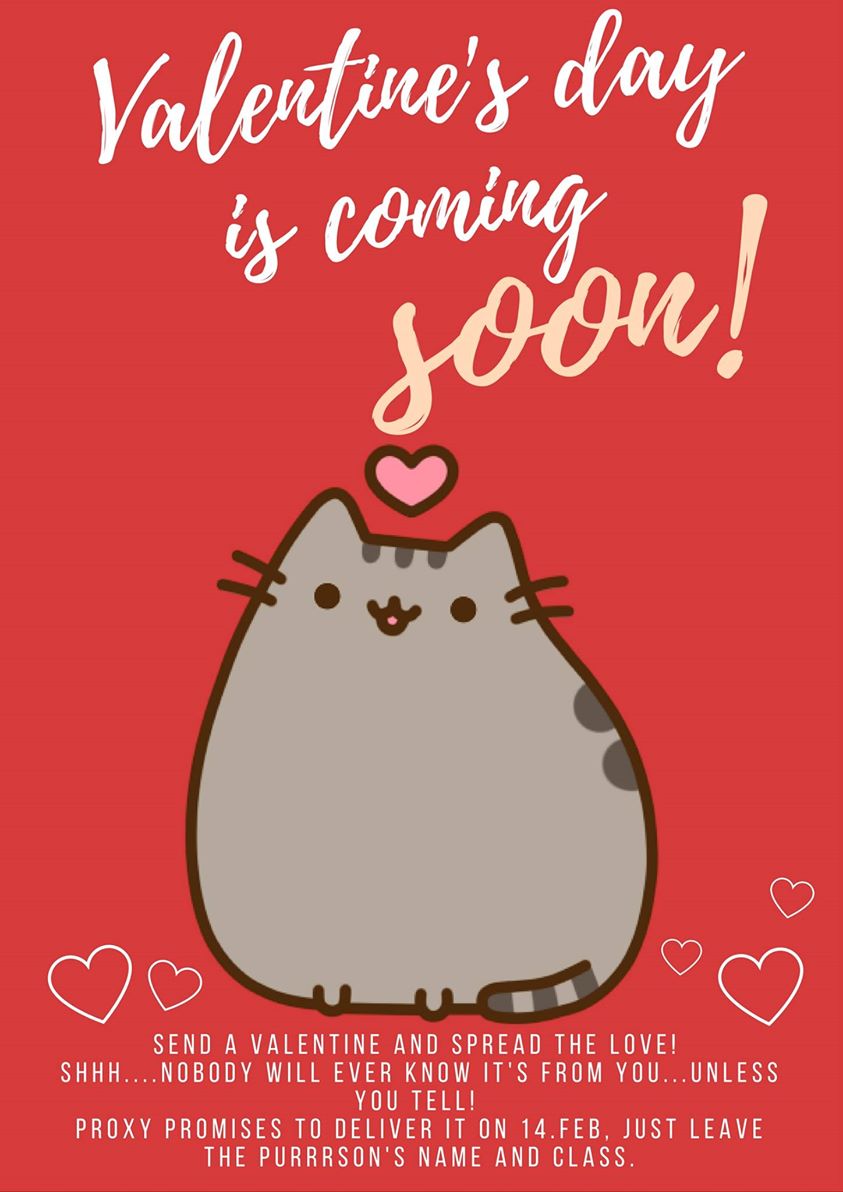 Valentine's day
is coming
soon!
SEND A VALENTINE AND SPREAD THE LOVE!
SHHH....NOBODY WILL EVER KNOW IT'S FROM YOU...UNLESS
YOU TELL!
PROXY PROMISES TO DELIVER IT ON 14.FEB, JUST LEAVE
THE PURRRSON'S NAME AND CLASS.